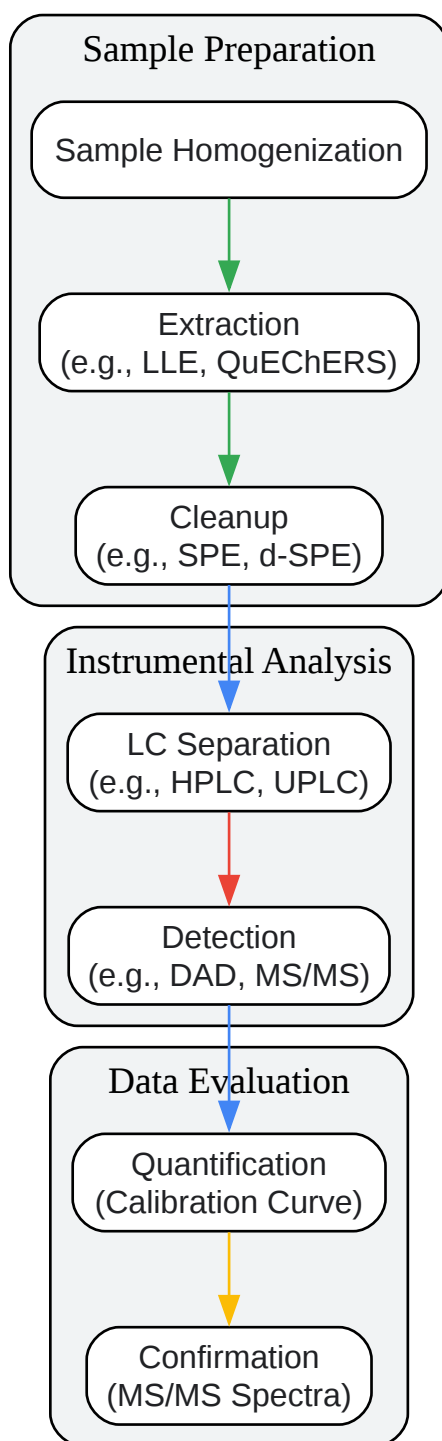 Sample Preparation
Sample Homogenization
Extraction
(e.g., LLE, QuEChERS)
Cleanup
(e.g., SPE, d-SPE)
Instrumental Analysis
LC Separation
(e.g., HPLC, UPLC)
Detection
(e.g., DAD, MS/MS)
Data Evaluation
Quantification
(Calibration Curve)
Confirmation
(MS/MS Spectra)